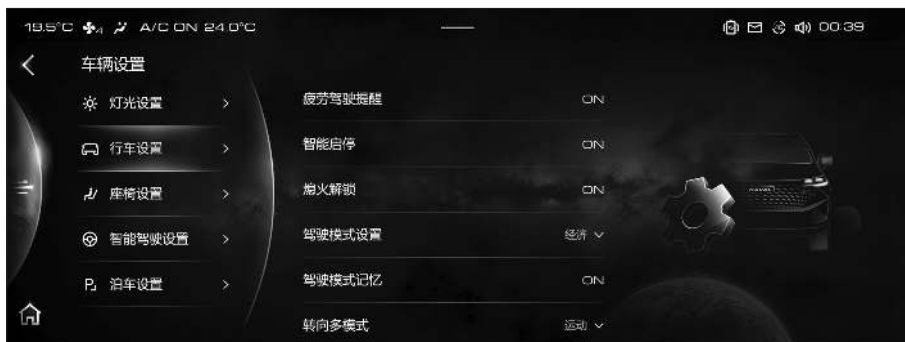 19.5°C 4 A/C ON 24.0°C 00:39
车辆设置
灯光设置
行车设置
座椅设置
智能驾驶设置
泊车设置
疲劳驾驶提醒 ON
智能启停 ON
熄火解锁 ON
驾驶模式设置 经济
驾驶模式记忆 ON
转向多模式 运动
HAVAL